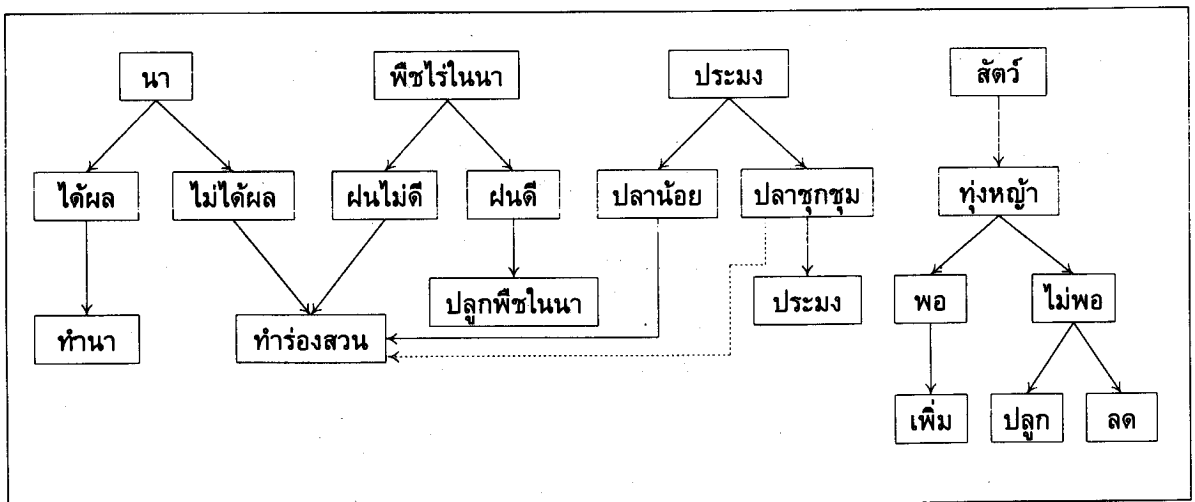 นา
พืชไร่ในนา
ประมง
สัตว์
ได้ผล
ไม่ได้ผล
ฝนไม่ดี
ฝนดี
ปลาน้อย
ปลาชุกชุม
ทุ่งหญ้า
ทำนา
ทำร่องสวน
ปลูกพืชในนา
ประมง
พอ
ไม่พอ
เพิ่ม
ปลูก
ลด